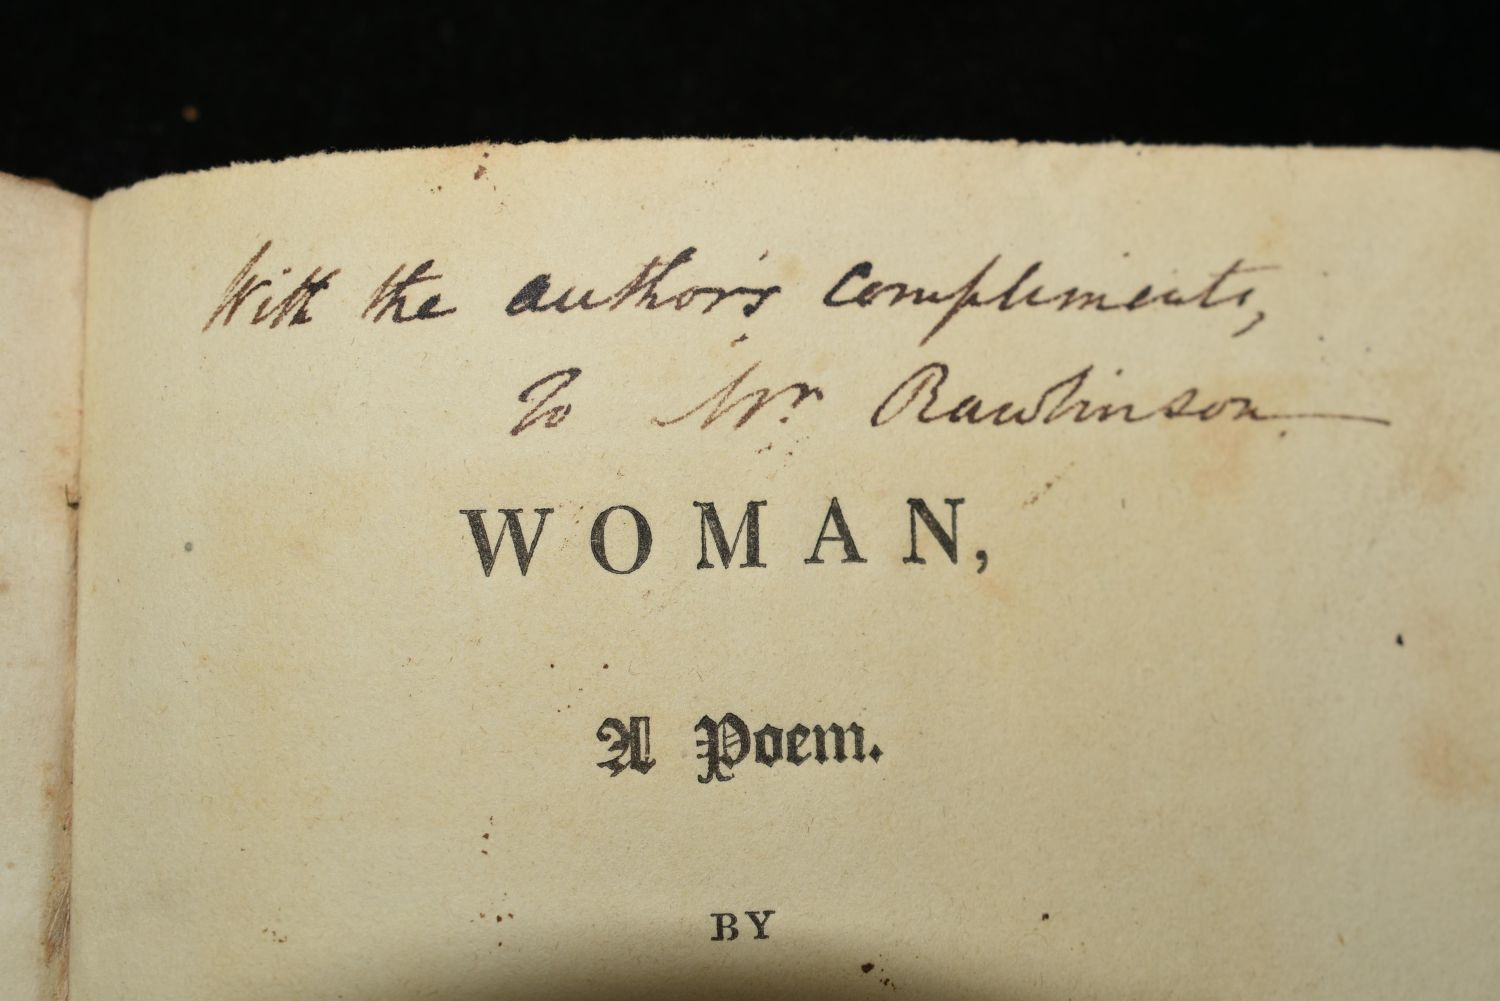 With the author's Compliments,
To Mr. Rawlinson
WOMAN,
A Poem.
BY